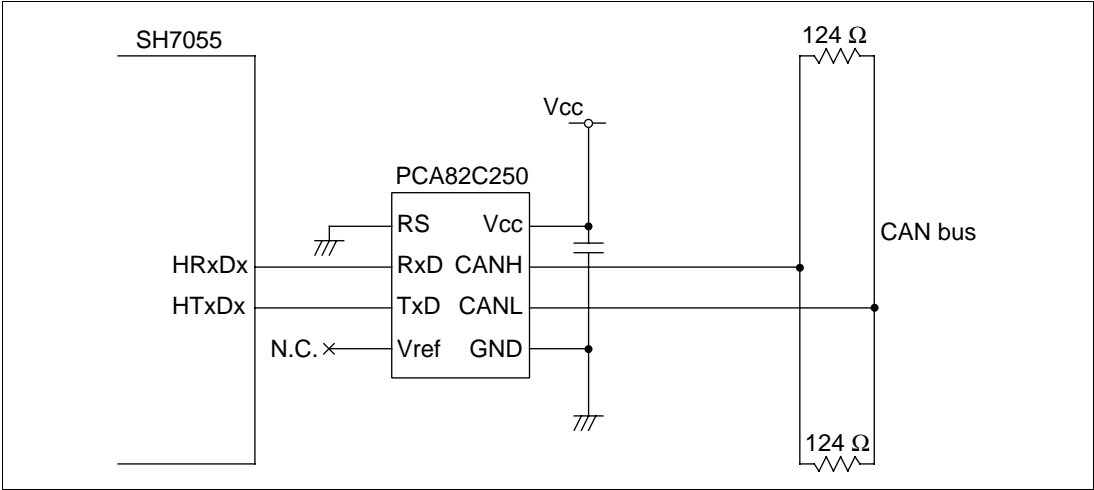 SH7055
124 Ω
Vcc
PCA82C250
RS Vcc
CAN bus
HRxDx RxD CANH
HTxDx TxD CANL
N.C. Vref GND
124 Ω